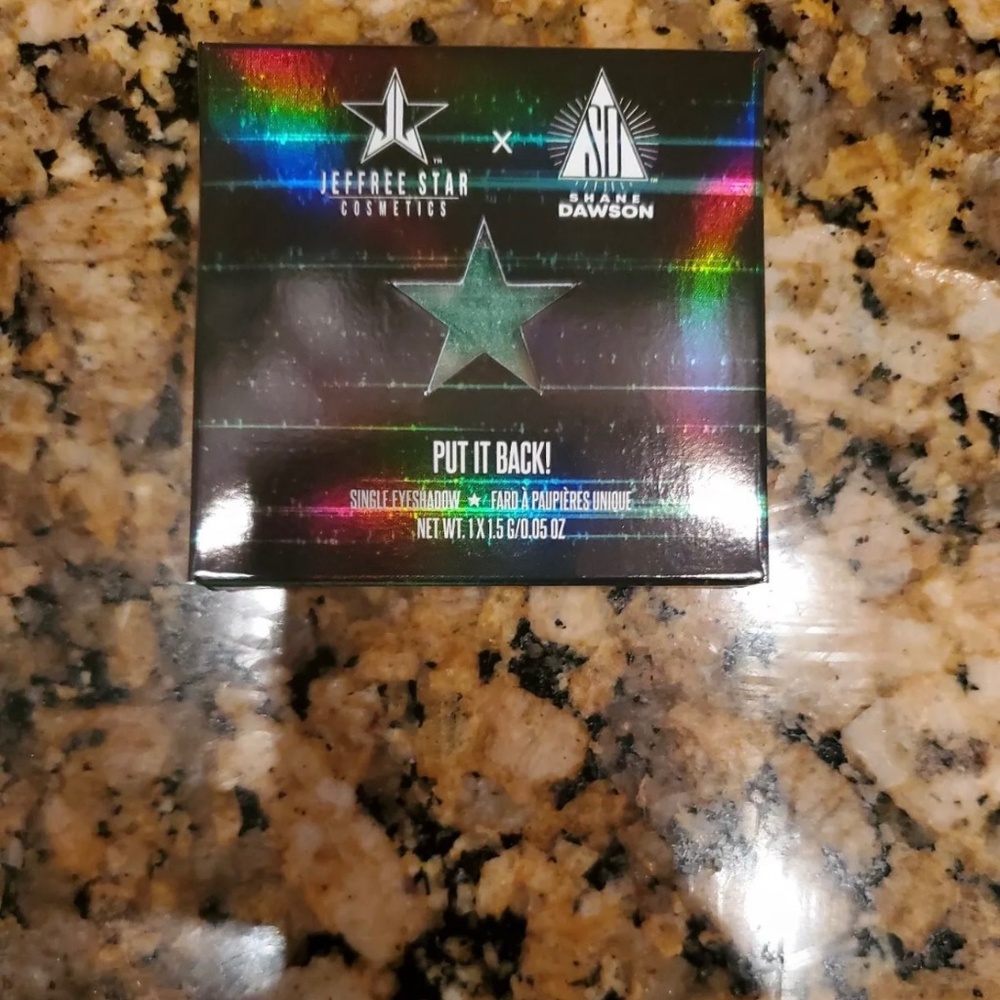 JEFFREE STAR
COSMETICS
X
SD
SHANE
DAWSON
PUT IT BACK!
SINGLE EYESHADOW ★ FARD À PAUPIÈRES UNIQUE
NET WT. 1 X 1.5 G/0.05 OZ